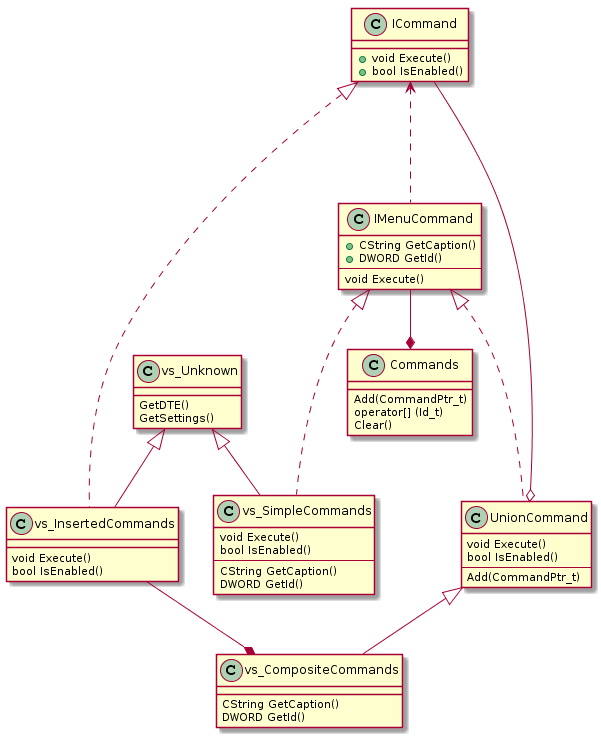 C ICommand
void Execute()
bool IsEnabled()
C IMenuCommand
CString GetCaption()
DWORD GetId()
void Execute()
C vs_Unknown
GetDTE()
GetSettings()
C Commands
Add(CommandPtr_t)
operator[] (Id_t)
Clear()
C vs_InsertedCommands
void Execute()
bool IsEnabled()
C vs_SimpleCommands
void Execute()
bool IsEnabled()
CString GetCaption()
DWORD GetId()
C UnionCommand
void Execute()
bool IsEnabled()
Add(CommandPtr_t)
C vs_CompositeCommands
CString GetCaption()
DWORD GetId()